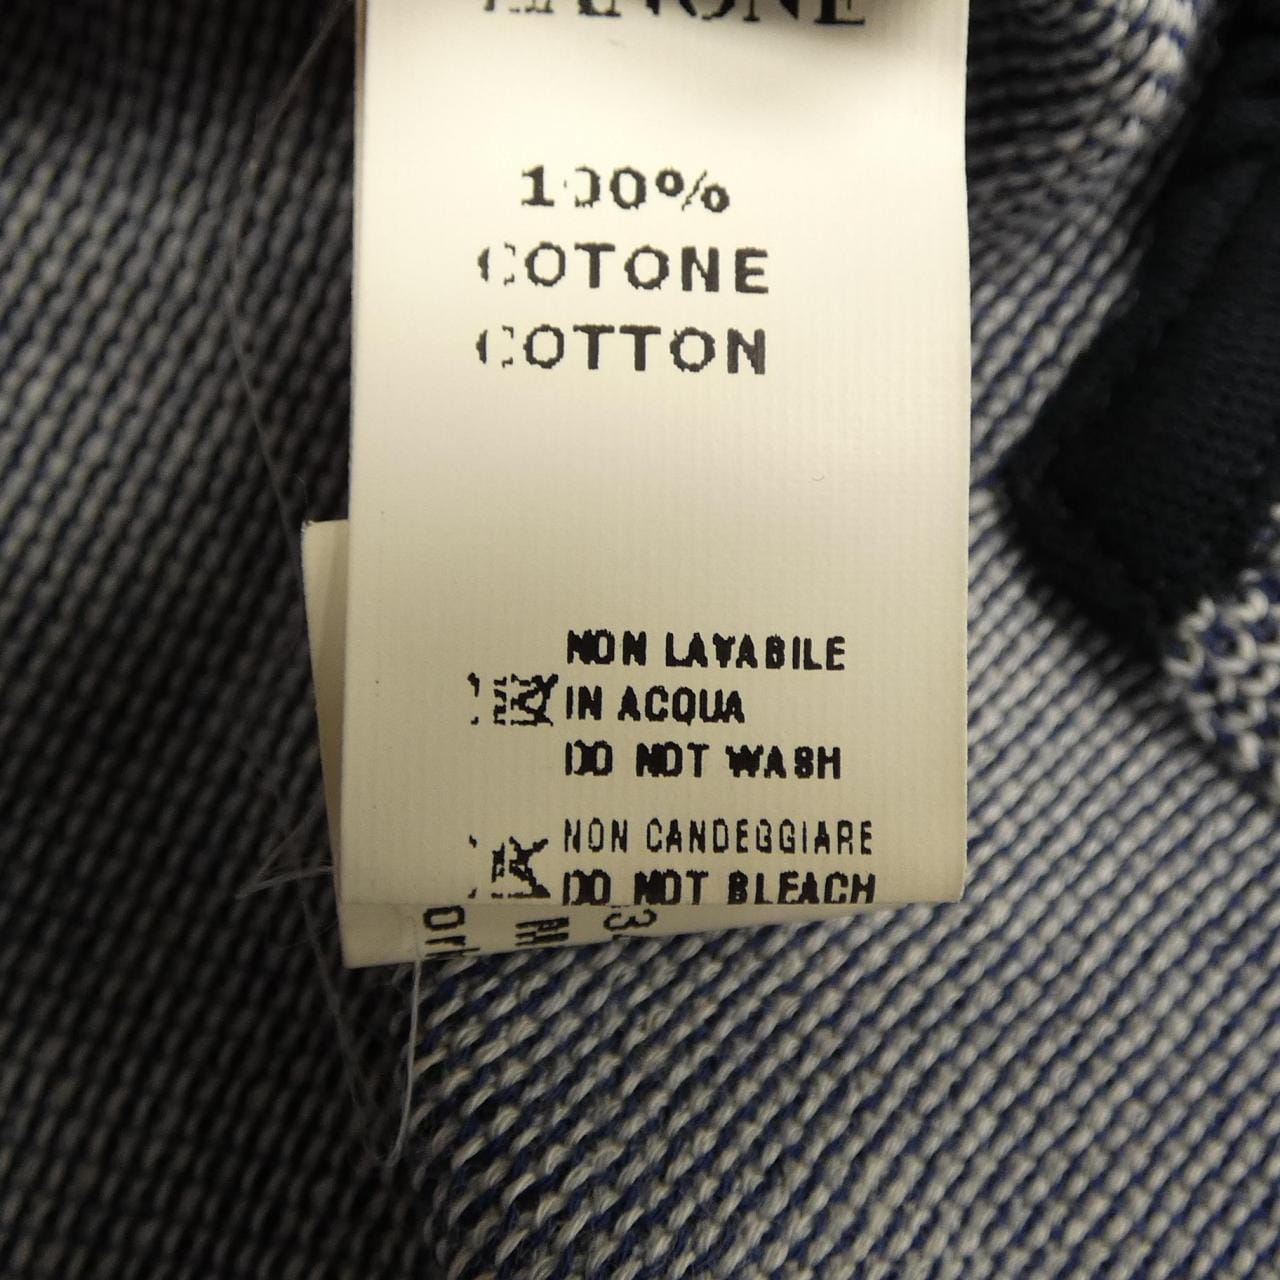 100%
COTONE
COTTON
NON LAVABILE
IN ACQUA
DO NOT WASH
NON CANDEGGIARE
DO NOT BLEACH